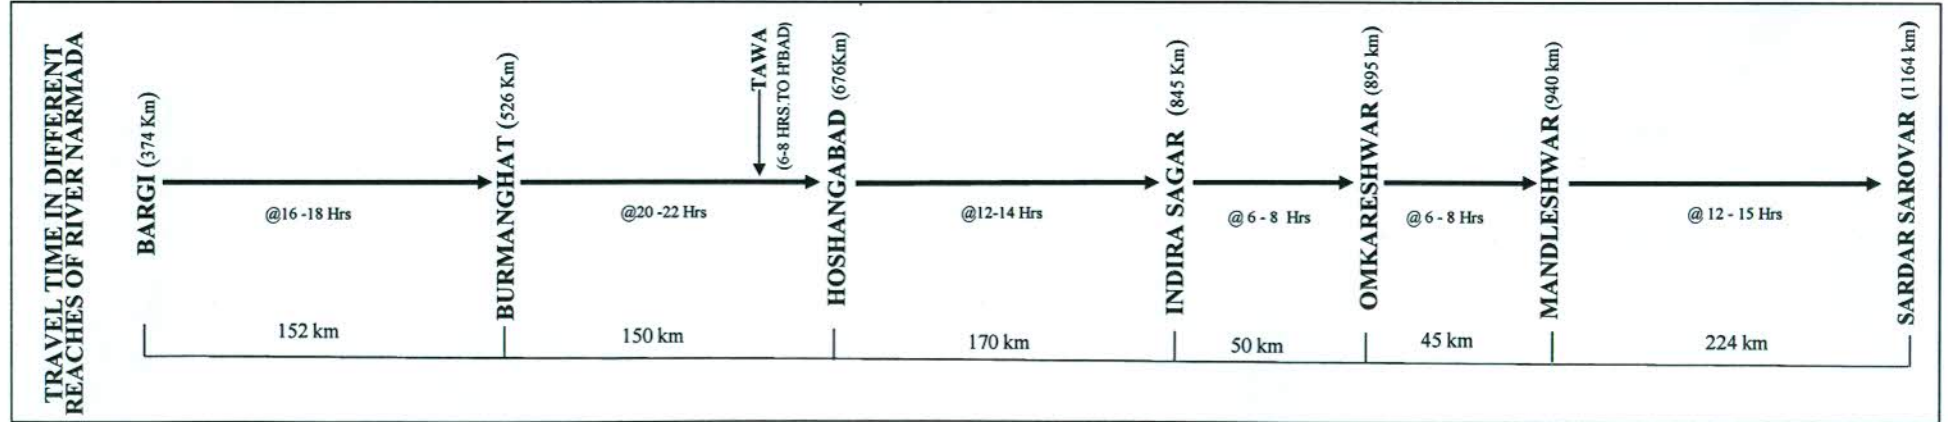 TRAVEL TIME IN DIFFERENT
REACHES OF RIVER NARMADA
BARGI (374 Km)
@16 -18 Hrs
BURMANGHAT (526 Km)
@20 -22 Hrs
TAWA
(6-8 HRS.TO H'BAD)
HOSHANGABAD (676Km)
@12-14 Hrs
INDIRA SAGAR (845 Km)
@ 6 - 8 Hrs
OMKARESHWAR (895 km)
@ 6 - 8 Hrs
MANDLESHWAR (940 km)
@ 12 - 15 Hrs
SARDAR SAROVAR (1164 km)
152 km
150 km
170 km
50 km
45 km
224 km